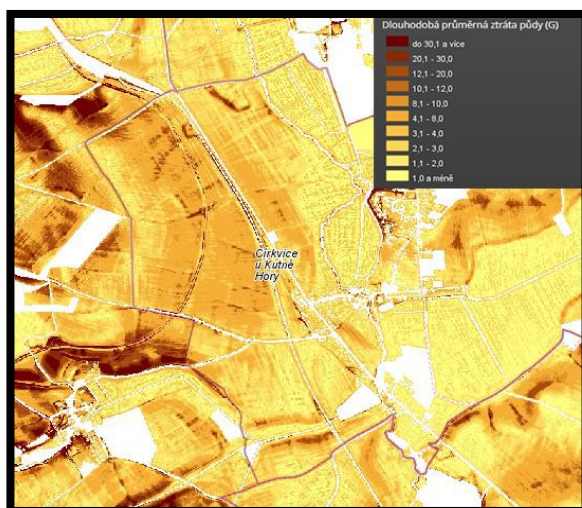 Dlouhodobá průměrná ztráta půdy (G)
do 30,1 a více
20,1 - 30,0
12,1 - 20,0
10,1 - 12,0
8,1 - 10,0
4,1 - 8,0
3,1 - 4,0
2,1 - 3,0
1,1 - 2,0
1,0 a méně
Církvice
u Kutné
Hory